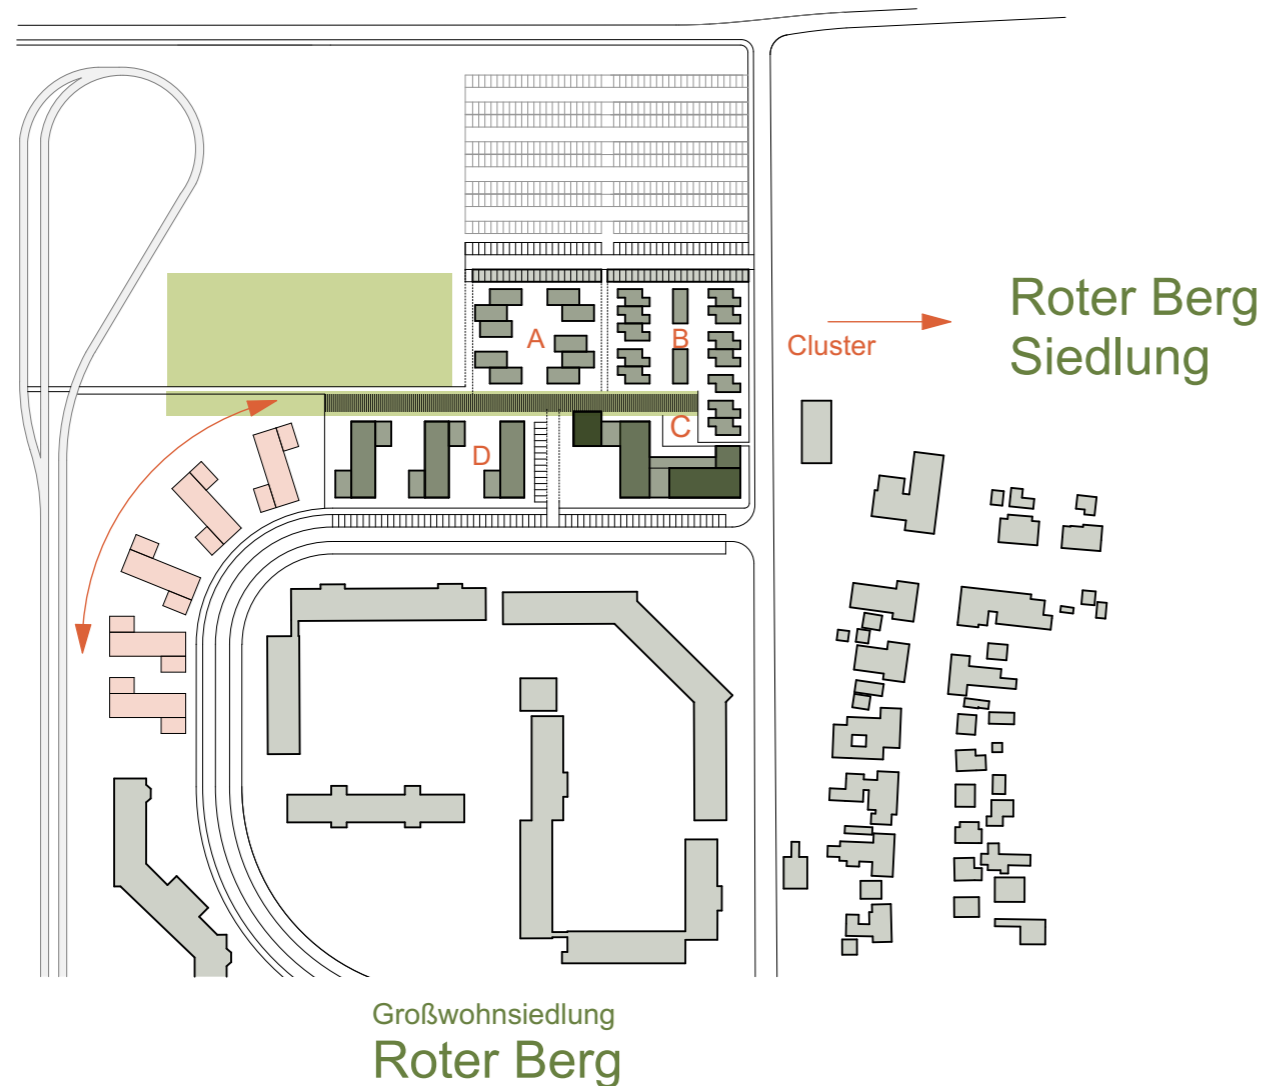 Roter Berg
Siedlung
Cluster
A
B
C
D
Großwohnsiedlung
Roter Berg